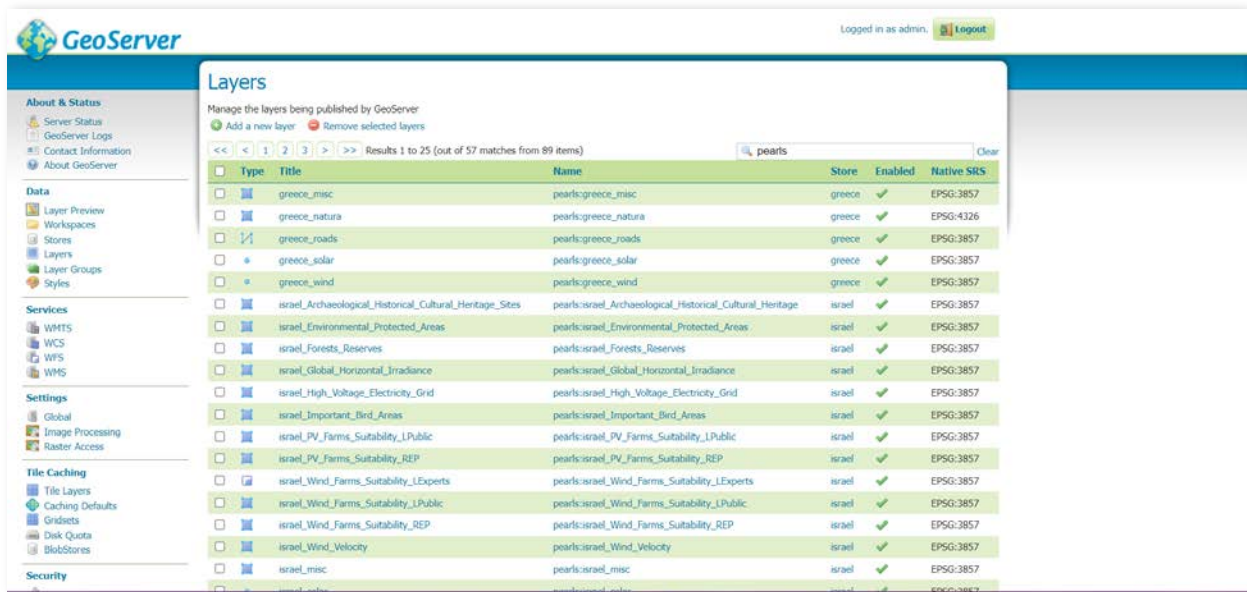 GeoServer
Logged in as admin. Logout
About & Status
Server Status
GeoServer Logs
Contact Information
About GeoServer
Data
Layer Preview
Workspaces
Stores
Layers
Layer Groups
Styles
Services
WMTS
WCS
WFS
WMS
Settings
Global
Image Processing
Raster Access
Tile Caching
Tile Layers
Caching Defaults
Gridsets
Disk Quota
BlobStores
Security
Layers
Manage the layers being published by GeoServer
Add a new layer Remove selected layers
<< < 1 2 3 > >> Results 1 to 25 (out of 57 matches from 89 items) pearls Clear
Type Title Name Store Enabled Native SRS
greece_misc pearls:greece_misc greece EPSG:3857
greece_natura pearls:greece_natura greece EPSG:4326
greece_roads pearls:greece_roads greece EPSG:3857
greece_solar pearls:greece_solar greece EPSG:3857
greece_wind pearls:greece_wind greece EPSG:3857
israel_Archaeological_Historical_Cultural_Heritage_Sites pearls:israel_Archaeological_Historical_Cultural_Heritage israel EPSG:3857
israel_Environmental_Protected_Areas pearls:israel_Environmental_Protected_Areas israel EPSG:3857
israel_Forests_Reserves pearls:israel_Forests_Reserves israel EPSG:3857
israel_Global_Horizontal_Irradiance pearls:israel_Global_Horizontal_Irradiance israel EPSG:3857
israel_High_Voltage_Electricity_Grid pearls:israel_High_Voltage_Electricity_Grid israel EPSG:3857
israel_Important_Bird_Areas pearls:israel_Important_Bird_Areas israel EPSG:3857
israel_PV_Farms_Suitability_LPublic pearls:israel_PV_Farms_Suitability_LPublic israel EPSG:3857
israel_PV_Farms_Suitability_REP pearls:israel_PV_Farms_Suitability_REP israel EPSG:3857
israel_Wind_Farms_Suitability_LExperts pearls:israel_Wind_Farms_Suitability_LExperts israel EPSG:3857
israel_Wind_Farms_Suitability_LPublic pearls:israel_Wind_Farms_Suitability_LPublic israel EPSG:3857
israel_Wind_Farms_Suitability_REP pearls:israel_Wind_Farms_Suitability_REP israel EPSG:3857
israel_Wind_Velocity pearls:israel_Wind_Velocity israel EPSG:3857
israel_misc pearls:israel_misc israel EPSG:3857